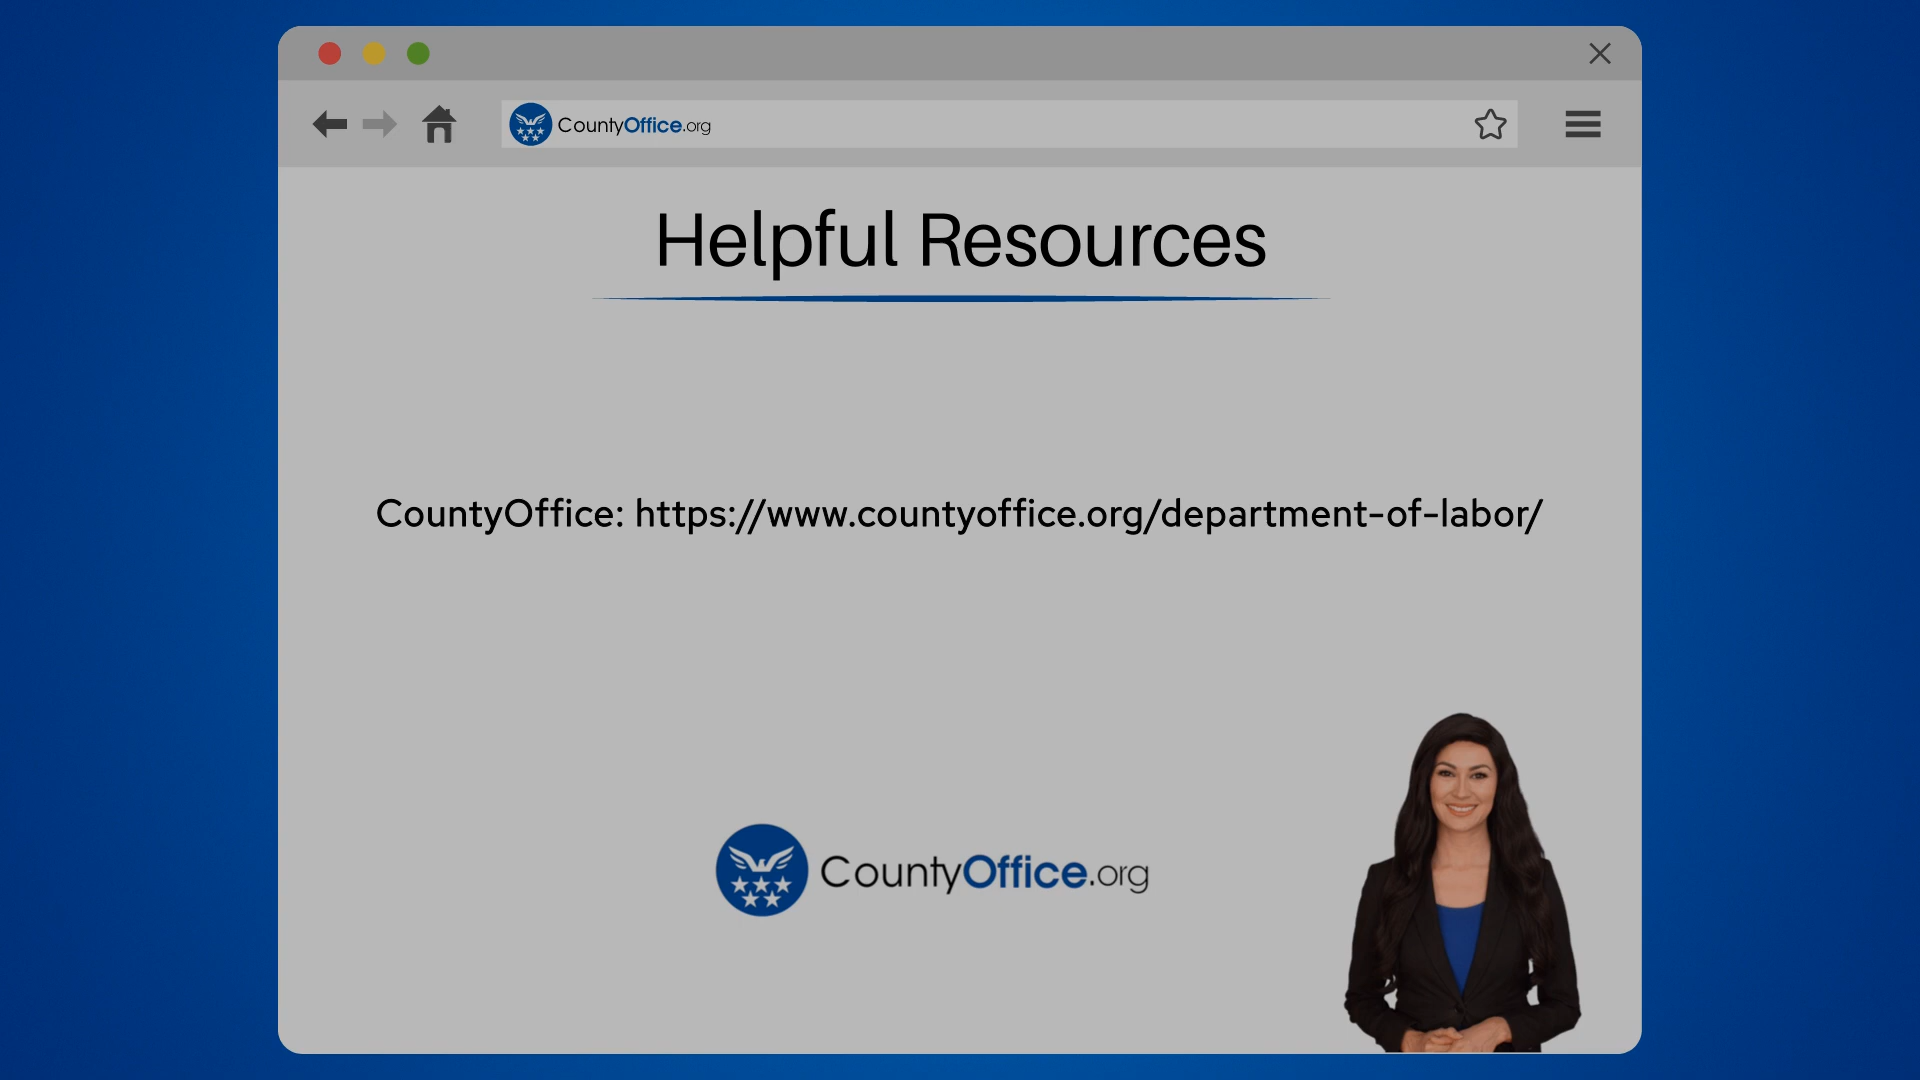 CountyOffice.org
Helpful Resources
CountyOffice: https://www.countyoffice.org/department-of-labor/
CountyOffice.org